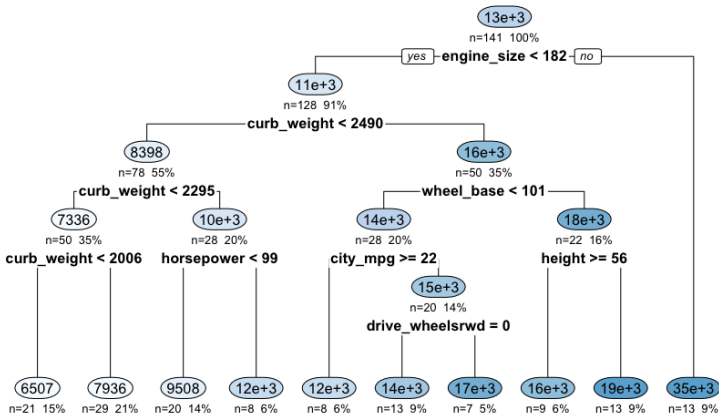 13e+3
n=141 100%
yes engine_size < 182 no
11e+3
n=128 91%
curb_weight < 2490
8398 16e+3
n=78 55% n=50 35%
curb_weight < 2295 wheel_base < 101
7336 10e+3 14e+3 18e+3
n=50 35% n=28 20% n=28 20% n=22 16%
curb_weight < 2006 horsepower < 99 city_mpg >= 22 height >= 56
15e+3
n=20 14%
drive_wheelsrwd = 0
6507 7936 9508 12e+3 12e+3 14e+3 17e+3 16e+3 19e+3 35e+3
n=21 15% n=29 21% n=20 14% n=8 6% n=8 6% n=13 9% n=7 5% n=9 6% n=13 9% n=13 9%